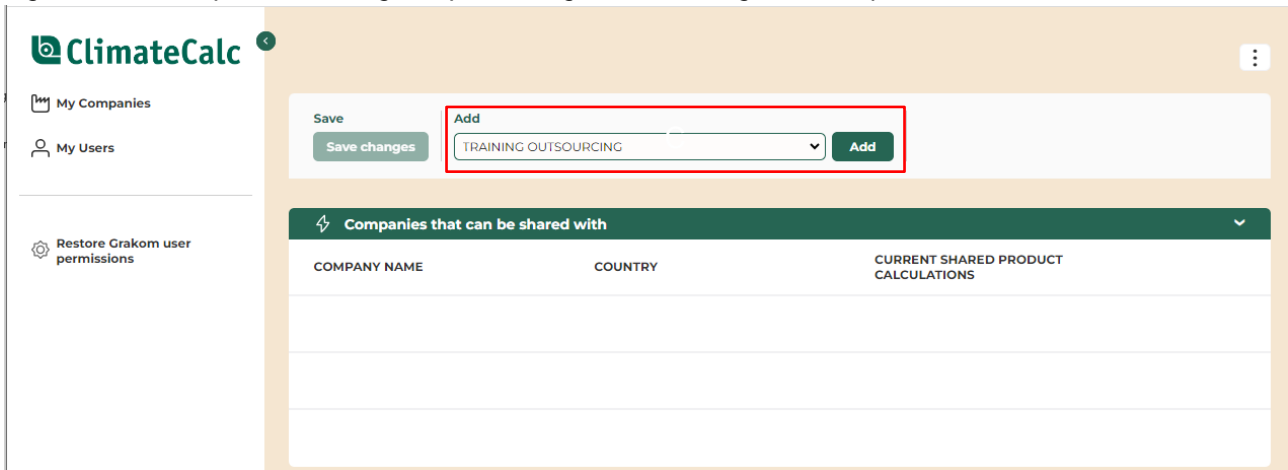 ClimateCalc
My Companies
My Users
Restore Grakom user
permissions
Save
Save changes
Add
TRAINING OUTSOURCING
Add
Companies that can be shared with
COMPANY NAME
COUNTRY
CURRENT SHARED PRODUCT
CALCULATIONS